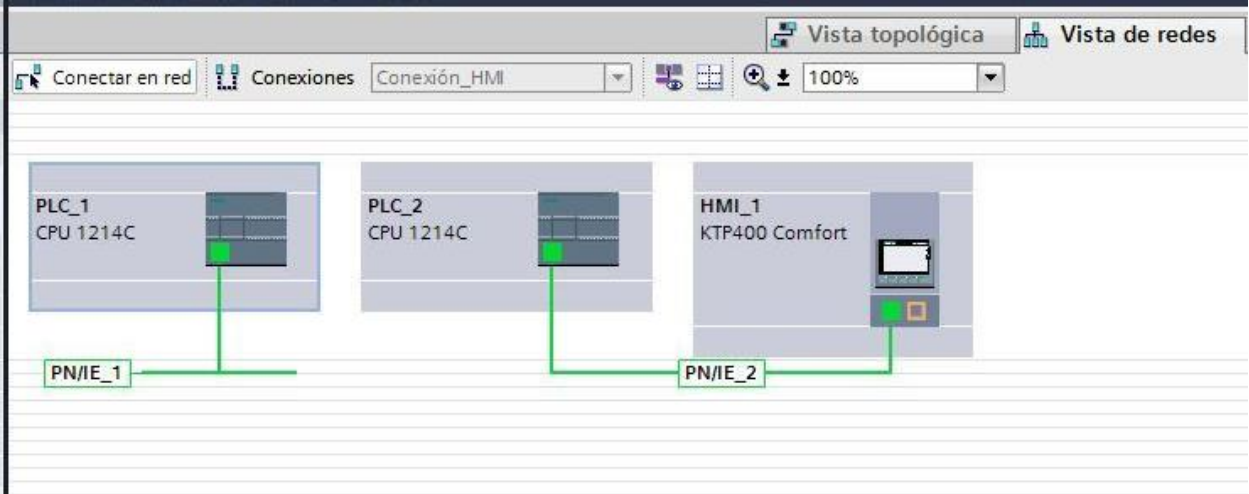 Vista topológica
Vista de redes
Conectar en red
Conexiones
Conexión_HMI
100%
PLC_1
CPU 1214C
PLC_2
CPU 1214C
HMI_1
KTP400 Comfort
PN/IE_1
PN/IE_2